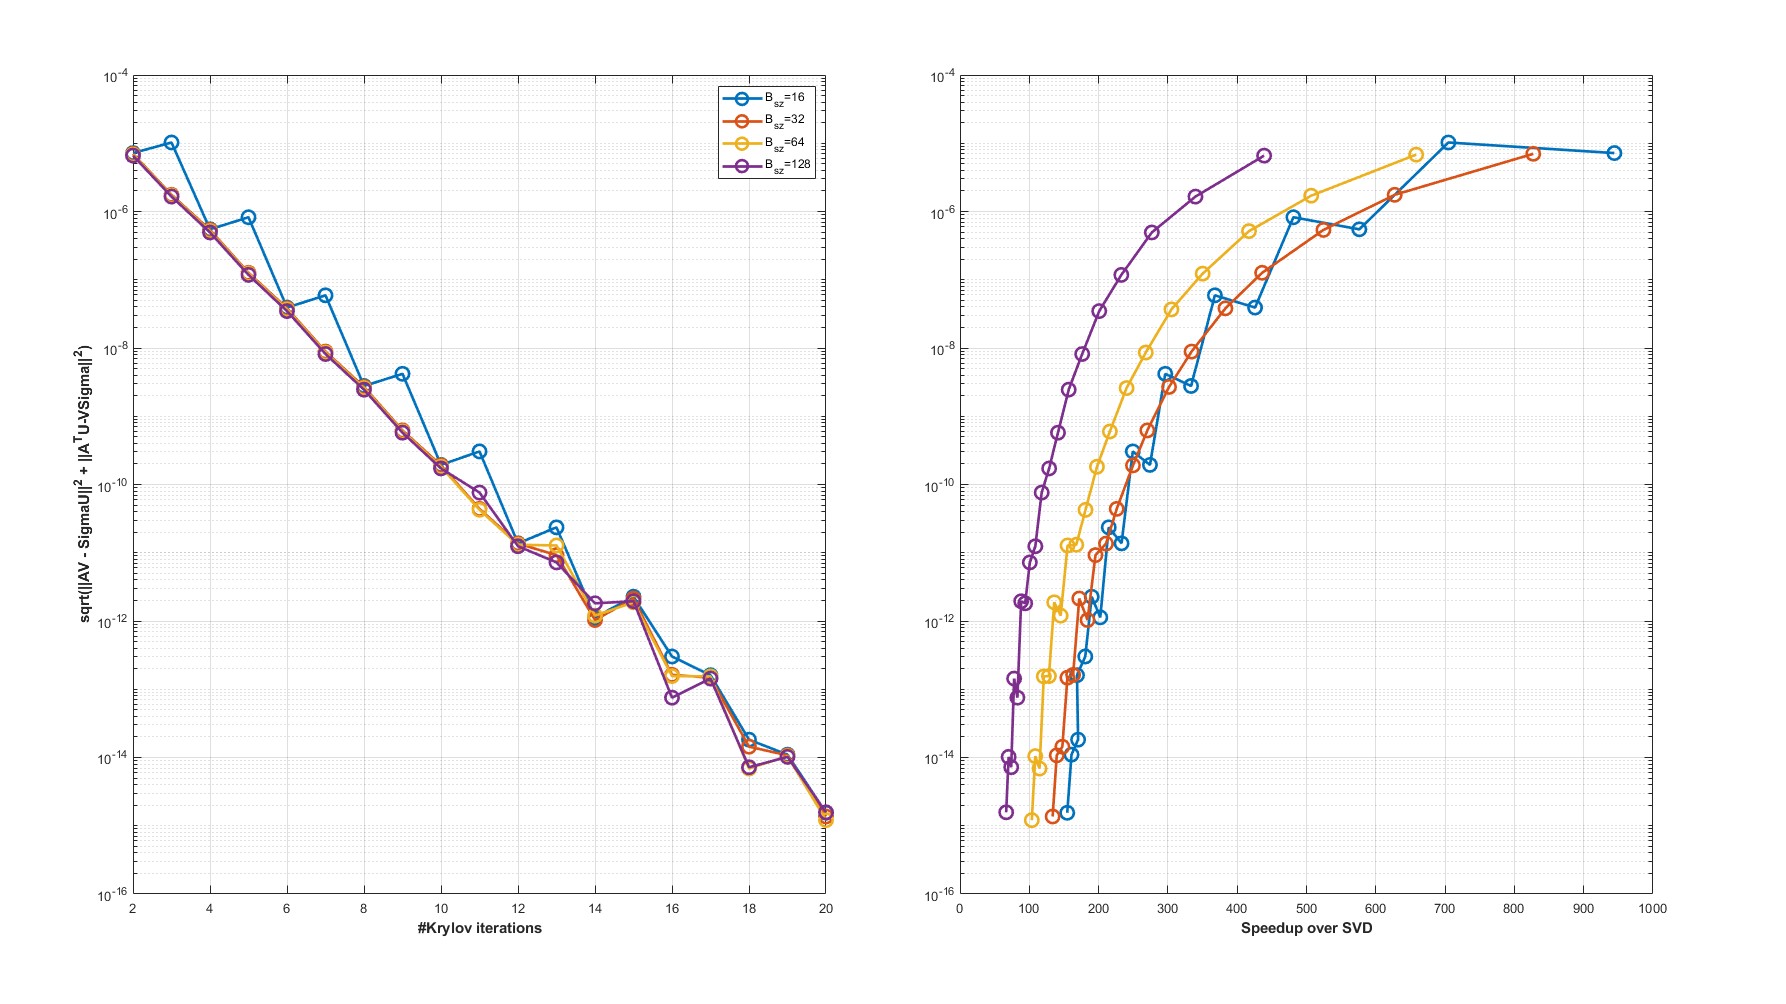 sqrt(||AV - SigmaU||^2 + ||A^TU-VSigma||^2)
10^-4
10^-6
10^-8
10^-10
10^-12
10^-14
10^-16
2 4 6 8 10 12 14 16 18 20
#Krylov iterations
B_sz=16
B_sz=32
B_sz=64
B_sz=128
10^-4
10^-6
10^-8
10^-10
10^-12
10^-14
10^-16
0 100 200 300 400 500 600 700 800 900 1000
Speedup over SVD